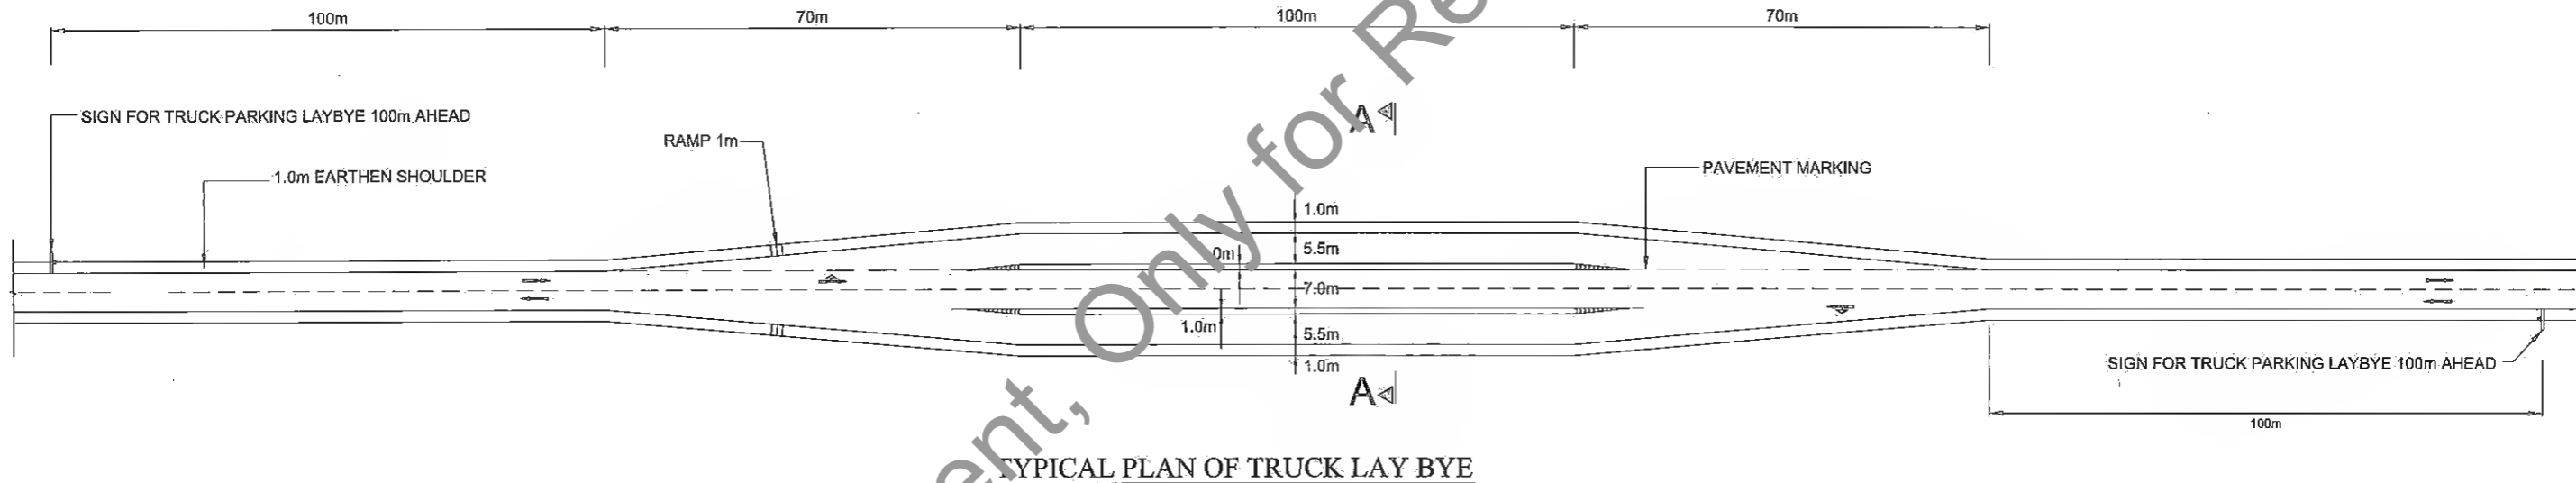 100m
70m
100m
70m
SIGN FOR TRUCK PARKING LAYBYE 100m AHEAD
A
RAMP 1m
1.0m EARTHEN SHOULDER
PAVEMENT MARKING
1.0m
5.5m
0m
7.0m
1.0m
5.5m
1.0m
SIGN FOR TRUCK PARKING LAYBYE 100m AHEAD
A
100m
TYPICAL PLAN OF TRUCK LAY BYE
ent, Only for Re